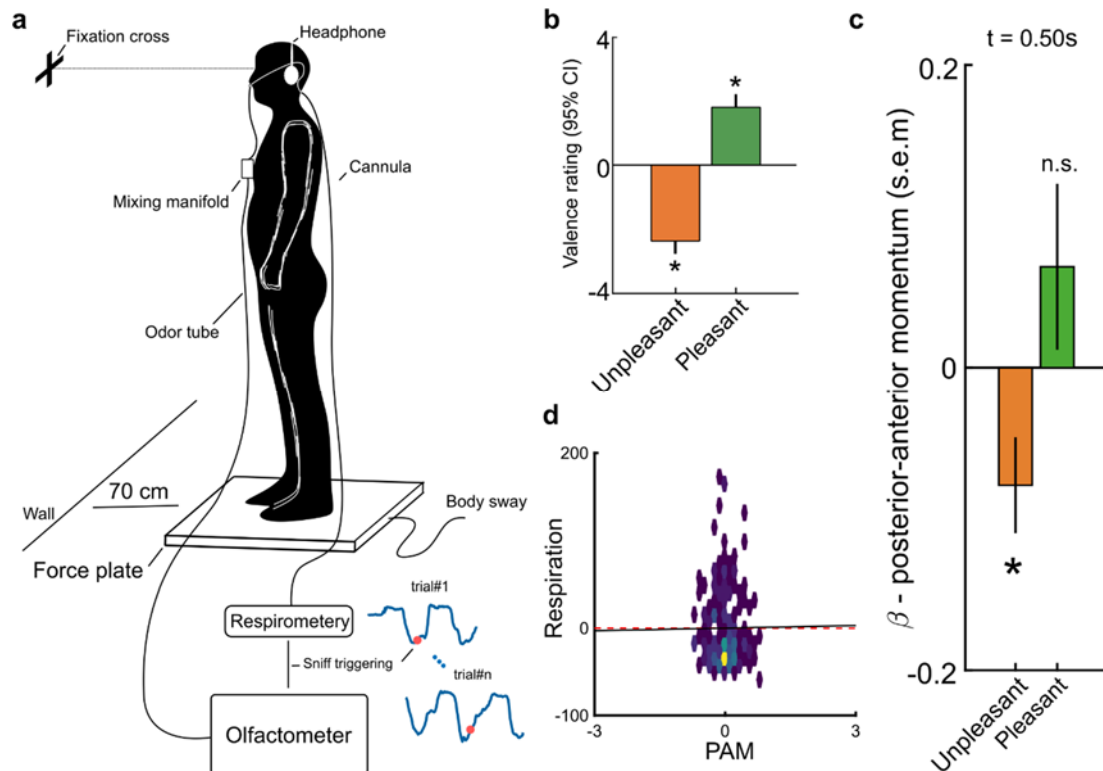 a
Fixation cross
Headphone
Cannula
Mixing manifold
Odor tube
70 cm
Wall
Body sway
Force plate
trial#1
Respirometery
Sniff triggering
trial#n
Olfactometer
b
4
0
-4
Valence rating (95% CI)
*
*
Unpleasant
Pleasant
c
t = 0.50s
0.2
0
-0.2
β - posterior-anterior momentum (s.e.m)
n.s.
*
Unpleasant
Pleasant
d
200
0
-100
Respiration
-3
0
3
PAM